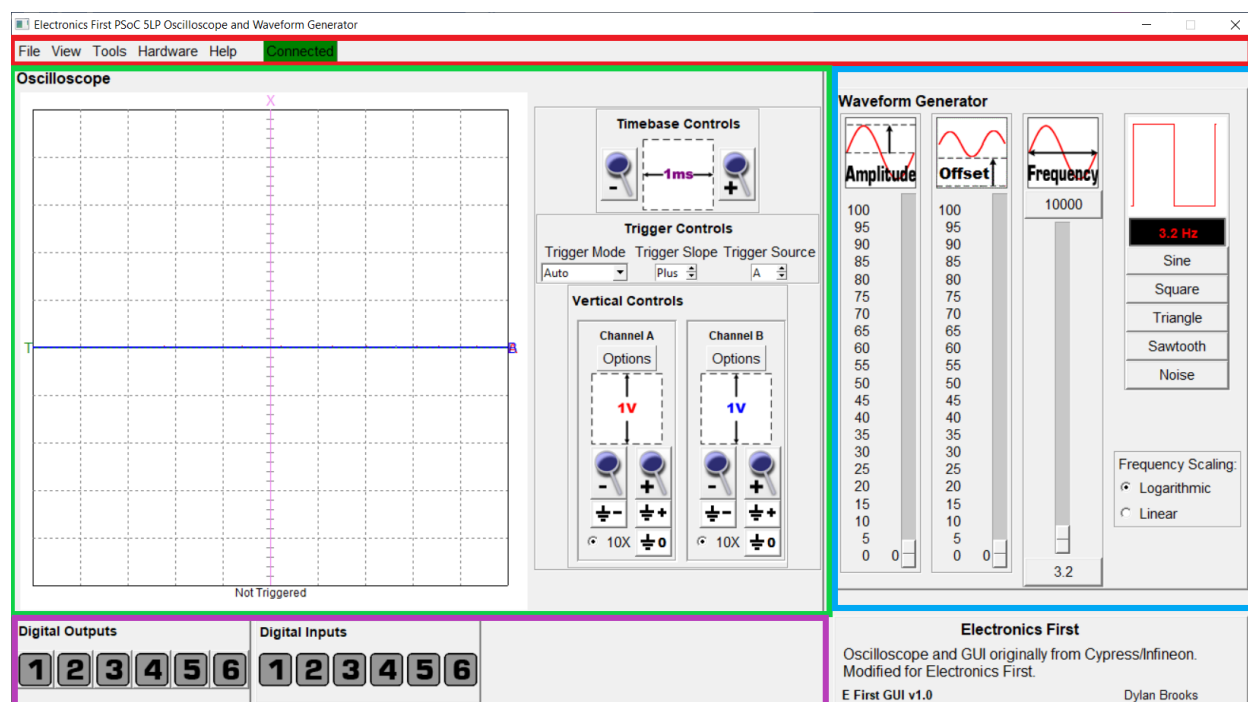 Electronics First PSoC 5LP Oscilloscope and Waveform Generator
File View Tools Hardware Help Connected
Oscilloscope
X
T
A
Not Triggered
Timebase Controls
- 1ms +
Trigger Controls
Trigger Mode Trigger Slope Trigger Source
Auto Plus A
Vertical Controls
Channel A Channel B
Options Options
1V 1V
- + - +
- + - +
10X 0 10X 0
Waveform Generator
Amplitude Offset Frequency
10000
100 100
95 95
90 90
85 85
80 80
75 75
70 70
65 65
60 60
55 55
50 50
45 45
40 40
35 35
30 30
25 25
20 20
15 15
10 10
5 5
0 0 0 0
3.2
3.2 Hz
Sine
Square
Triangle
Sawtooth
Noise
Frequency Scaling:
Logarithmic
Linear
Digital Outputs Digital Inputs
1 2 3 4 5 6 1 2 3 4 5 6
Electronics First
Oscilloscope and GUI originally from Cypress/Infineon.
Modified for Electronics First.
E First GUI v1.0 Dylan Brooks